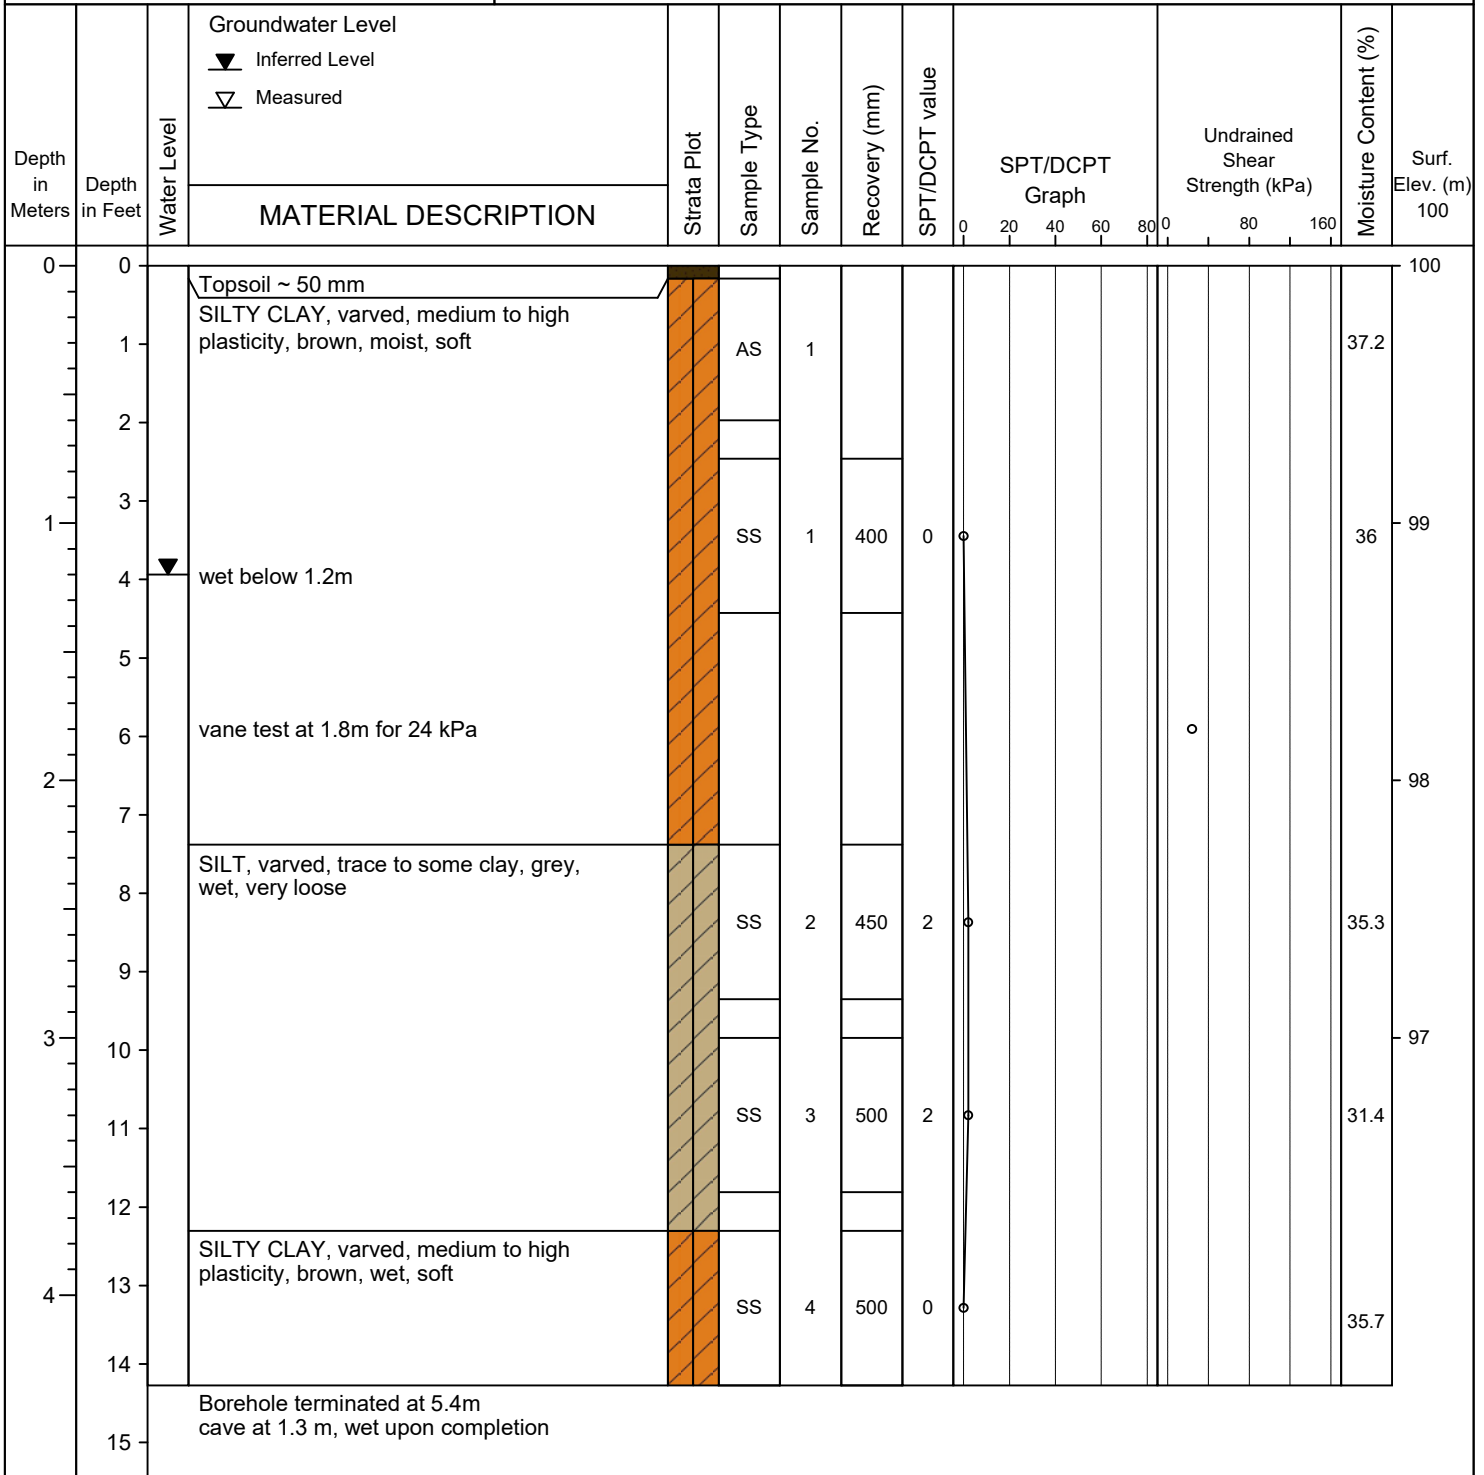 Groundwater Level
Inferred Level
Measured
Depth
in
Meters
Depth
in Feet
Water Level
MATERIAL DESCRIPTION
Strata Plot
Sample Type
Sample No.
Recovery (mm)
SPT/DCPT value
SPT/DCPT
Graph
0 20 40 60 80
Undrained
Shear
Strength (kPa)
0 80 160
Moisture Content (%)
Surf.
Elev. (m)
100
0 0 100
Topsoil ~ 50 mm
SILTY CLAY, varved, medium to high
plasticity, brown, moist, soft
1 AS 1 37.2
2
3
1 99
SS 1 400 0 36
4 wet below 1.2m
5
6 vane test at 1.8m for 24 kPa
2 98
7
SILT, varved, trace to some clay, grey,
wet, very loose
8
SS 2 450 2 35.3
9
3 97
10
11 SS 3 500 2 31.4
12
SILTY CLAY, varved, medium to high
plasticity, brown, wet, soft
13
4 SS 4 500 0 35.7
14
Borehole terminated at 5.4m
cave at 1.3 m, wet upon completion
15